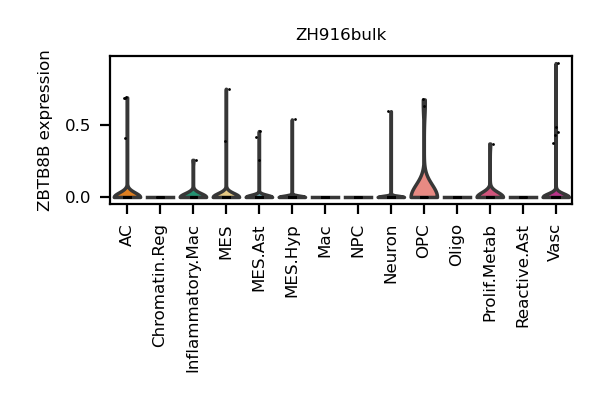 ZH916bulk
ZBTB8B expression
0.5
0.0
AC
Chromatin.Reg
Inflammatory.Mac
MES
MES.Ast
MES.Hyp
Mac
NPC
Neuron
OPC
Oligo
Prolif.Metab
Reactive.Ast
Vasc